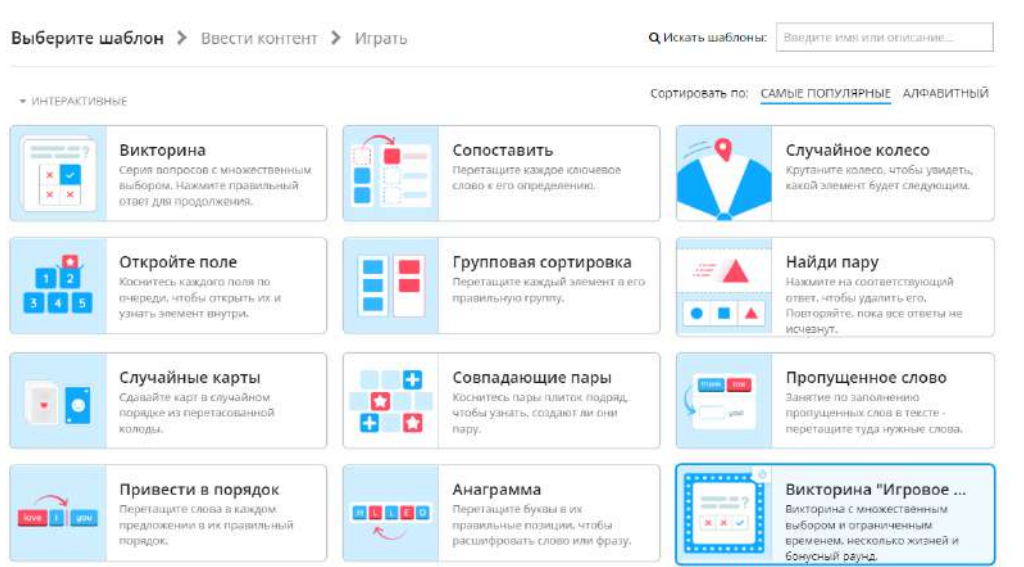 Выберите шаблон > Ввести контент > Играть
Искать шаблоны: Введите имя или описание...
ИНТЕРАКТИВНЫЕ
Сортировать по: САМЫЕ ПОПУЛЯРНЫЕ АЛФАВИТНЫЙ
Викторина
Серия вопросов с множественным
выбором. Нажмите правильный
ответ для продолжения.
Сопоставить
Перетащите каждое ключевое
слово к его определению.
Случайное колесо
Крутаните колесо, чтобы увидеть,
какой элемент будет следующим.
1 2
3 4 5
Откройте поле
Коснитесь каждого поля по
очереди, чтобы открыть их и
узнать элемент внутри.
Групповая сортировка
Перетащите каждый элемент в его
правильную группу.
Найди пару
Нажмите на соответствующий
ответ, чтобы удалить его.
Повторяйте, пока все ответы не
исчезнут.
Случайные карты
Сдавайте карт в случайном
порядке из перетасованной
колоды.
Совпадающие пары
Коснитесь пары плиток подряд,
чтобы узнать, создают ли они
пару.
you
Пропущенное слово
Занятие по заполнению
пропущенных слов в тексте -
перетащите туда нужные слова.
love I you
Привести в порядок
Перетащите слова в каждом
предложении в их правильный
порядок.
H L L E O
Анаграмма
Перетащите буквы в их
правильные позиции, чтобы
расшифровать слово или фразу.
Викторина "Игровое ...
Викторина с множественным
выбором и ограниченным
временем, несколько жизней и
бонусный раунд.